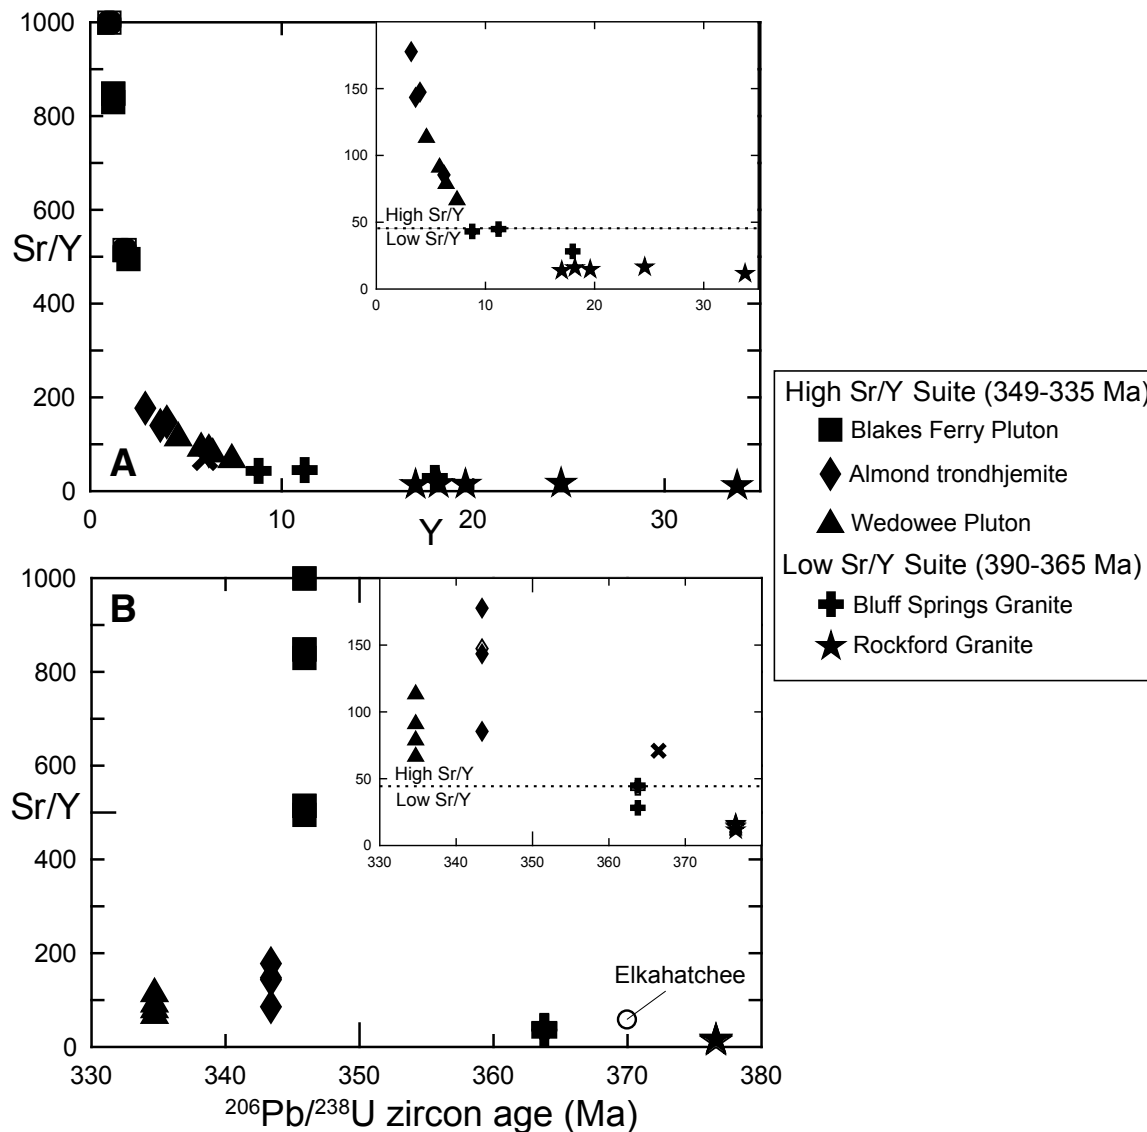 1000
800
600
Sr/Y
400
200
0
A
0
10
20
30
Y
150
100
50
0
High Sr/Y
Low Sr/Y
0
10
20
30
High Sr/Y Suite (349-335 Ma)
Blakes Ferry Pluton
Almond trondhjemite
Wedowee Pluton
Low Sr/Y Suite (390-365 Ma)
Bluff Springs Granite
Rockford Granite
1000
B
800
600
Sr/Y
400
200
0
330
340
350
360
370
380
150
100
50
0
High Sr/Y
Low Sr/Y
330
340
350
360
370
Elkahatchee
²⁰⁶Pb/²³⁸U zircon age (Ma)